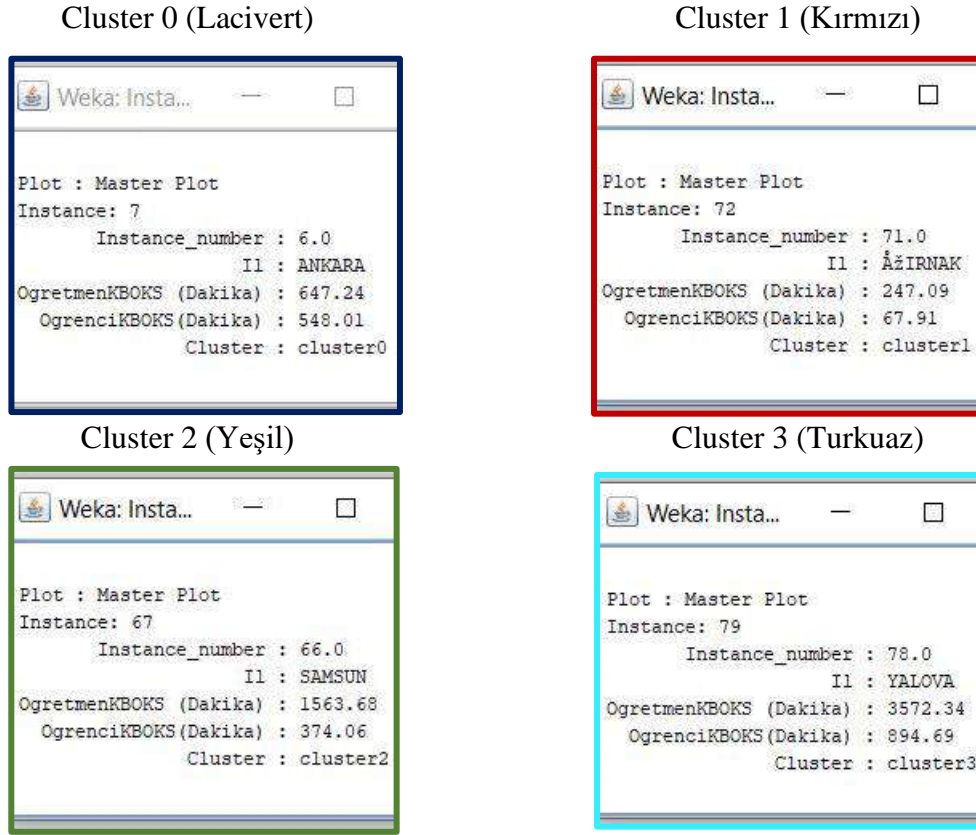 Cluster 0 (Lacivert)
Weka: Insta...
Plot : Master Plot
Instance: 7
Instance_number : 6.0
Il : ANKARA
OgretmenKBOKS (Dakika) : 647.24
OgrenciKBOKS(Dakika) : 548.01
Cluster : cluster0
Cluster 1 (Kırmızı)
Weka: Insta...
Plot : Master Plot
Instance: 72
Instance_number : 71.0
Il : ÅžIRNAK
OgretmenKBOKS (Dakika) : 247.09
OgrenciKBOKS(Dakika) : 67.91
Cluster : cluster1
Cluster 2 (Yeşil)
Weka: Insta...
Plot : Master Plot
Instance: 67
Instance_number : 66.0
Il : SAMSUN
OgretmenKBOKS (Dakika) : 1563.68
OgrenciKBOKS(Dakika) : 374.06
Cluster : cluster2
Cluster 3 (Turkuaz)
Weka: Insta...
Plot : Master Plot
Instance: 79
Instance_number : 78.0
Il : YALOVA
OgretmenKBOKS (Dakika) : 3572.34
OgrenciKBOKS(Dakika) : 894.69
Cluster : cluster3